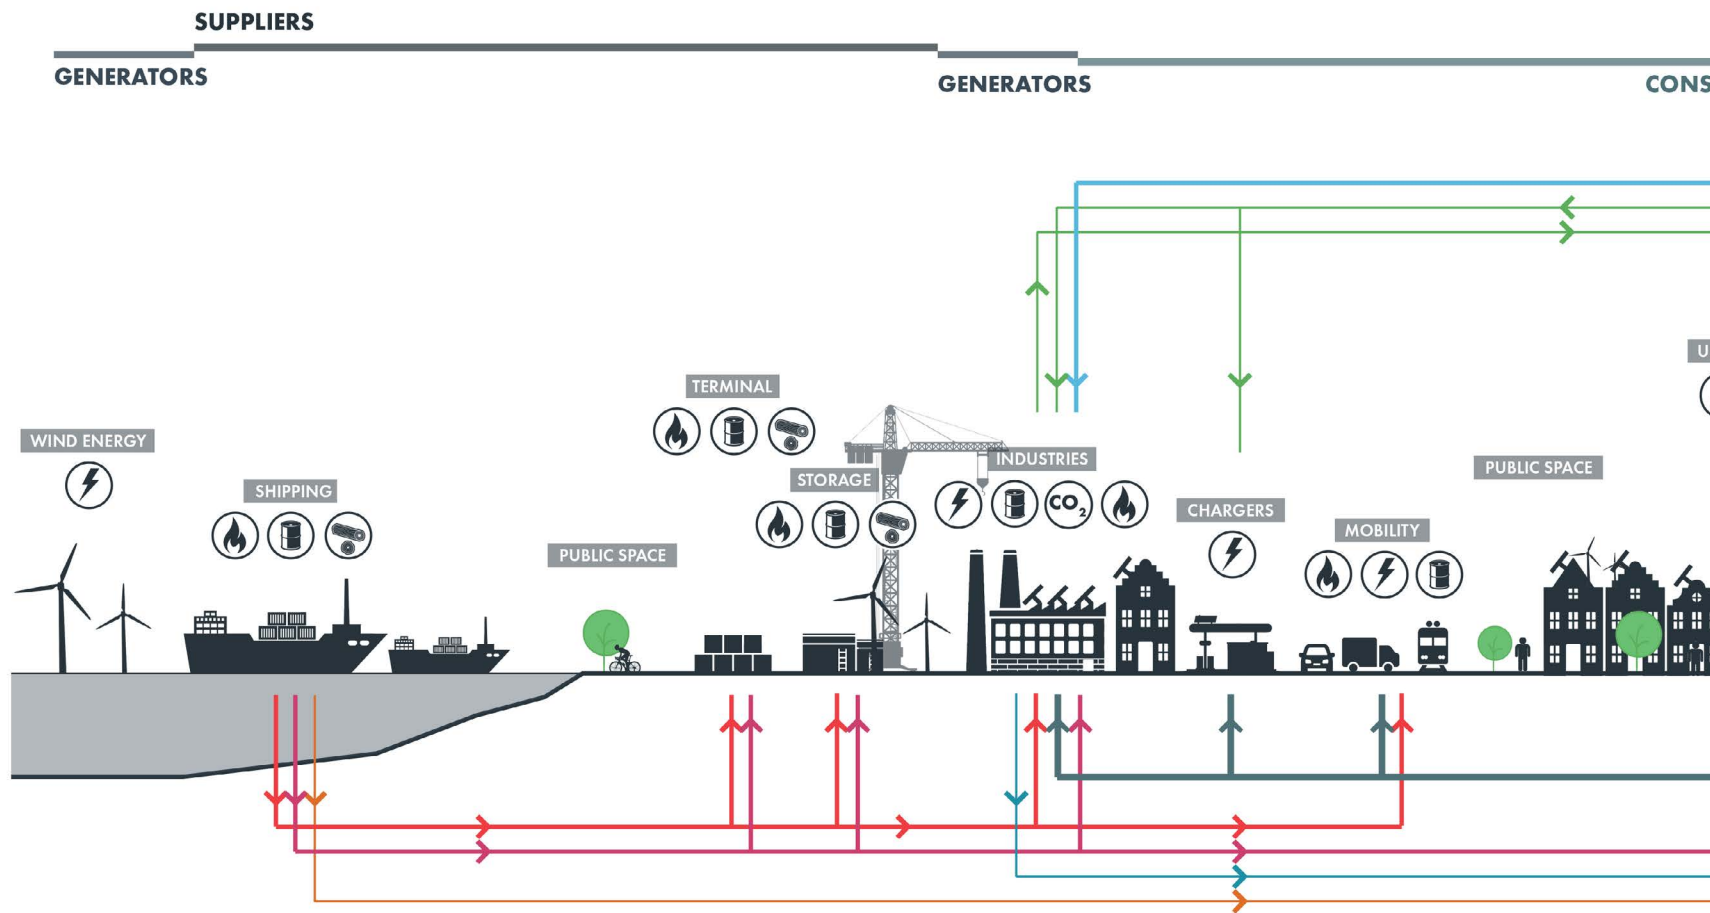 SUPPLIERS
GENERATORS
GENERATORS
CONS
TERMINAL
WIND ENERGY
SHIPPING
STORAGE
INDUSTRIES
CO2
PUBLIC SPACE
CHARGERS
MOBILITY
PUBLIC SPACE
U